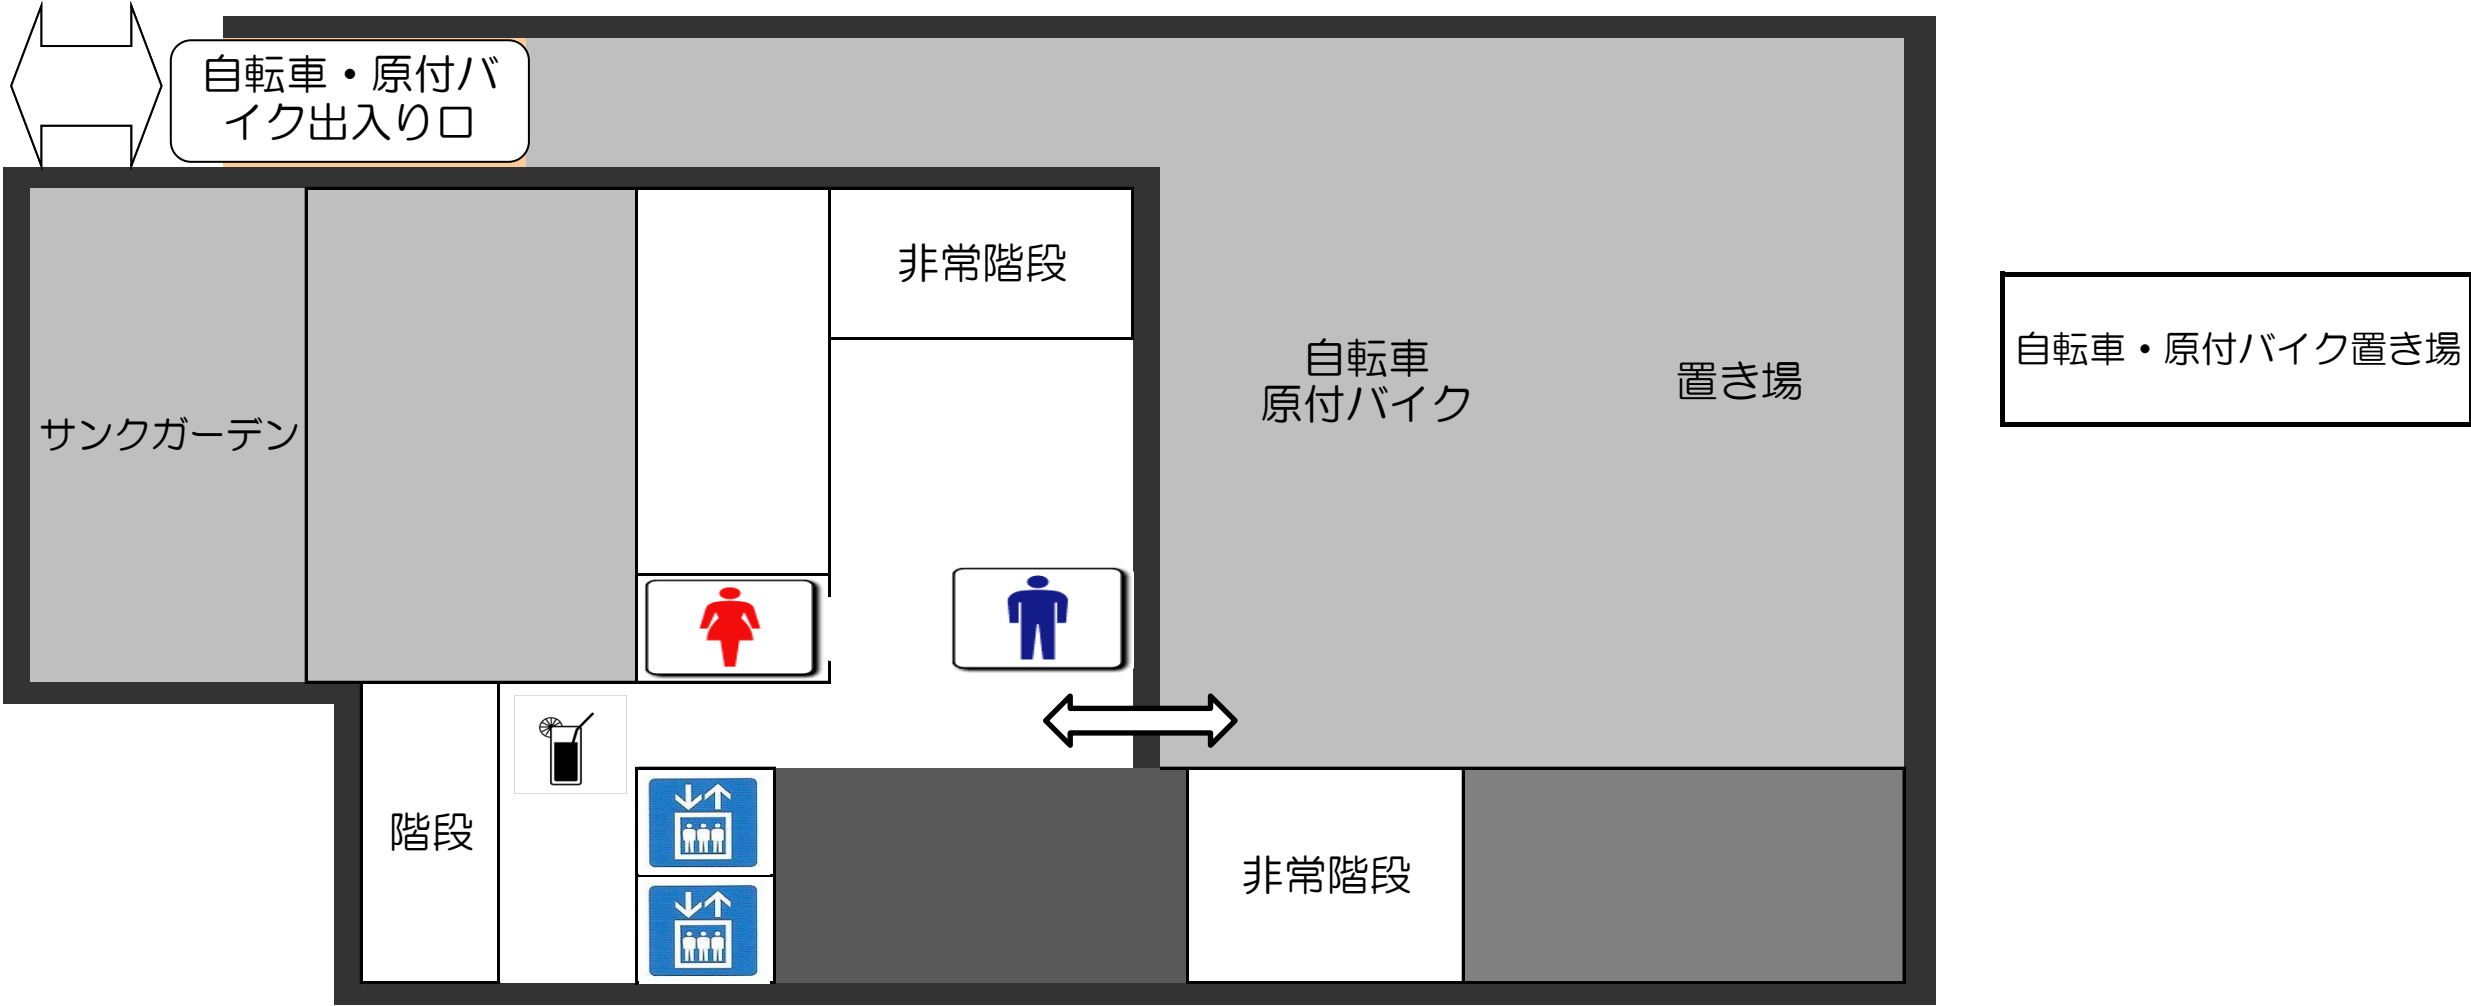 自転車・原付バ
イク出入り口
非常階段
自転車
原付バイク
置き場
自転車・原付バイク置き場
サンクガーデン
階段
非常階段